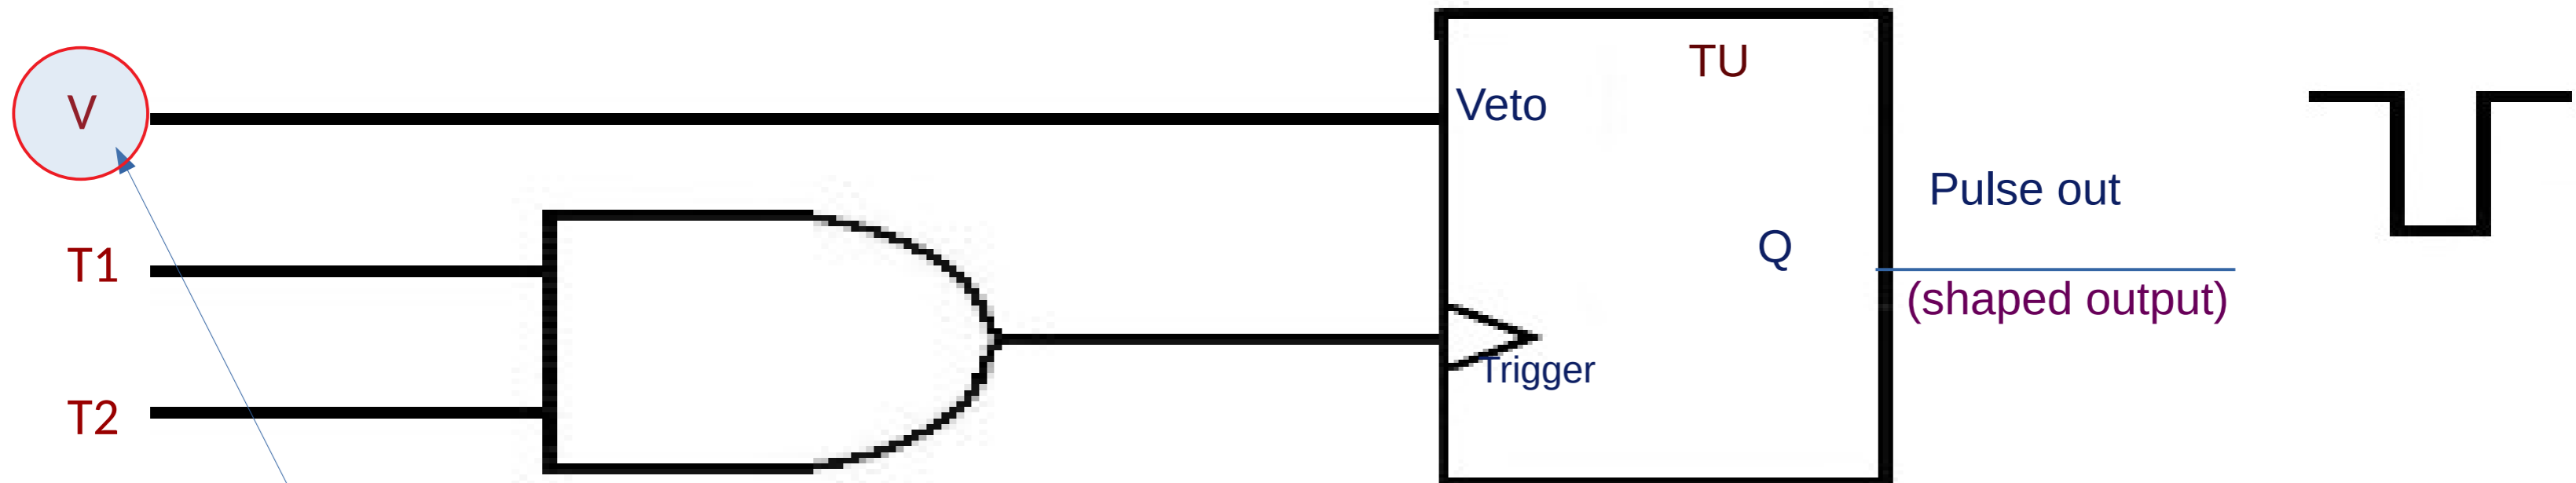 TU
V
Veto
T1
Pulse out
Q
(shaped output)
Trigger
T2